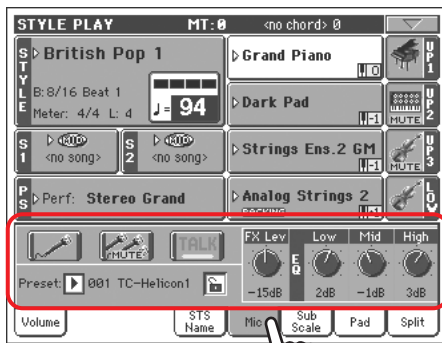 STYLE PLAY MT:0 <no chord> 0
STYLE
British Pop 1
B:8/16 Beat 1
Meter: 4/4 L: 4
♩= 94
Grand Piano
0
UP1
Dark Pad
-1
MUTE
UP2
S1
<no song>
S2
<no song>
Strings Ens.2 GM
-1
MUTE
UP3
PS
Perf: Stereo Grand
Analog Strings 2
-1
LOW
MUTE
TALK
FX Lev
EQ
Low Mid High
Preset: 001 TC-Helicon1
-15dB 2dB -1dB 3dB
Volume
STS Name
Mic
Sub Scale
Pad
Split